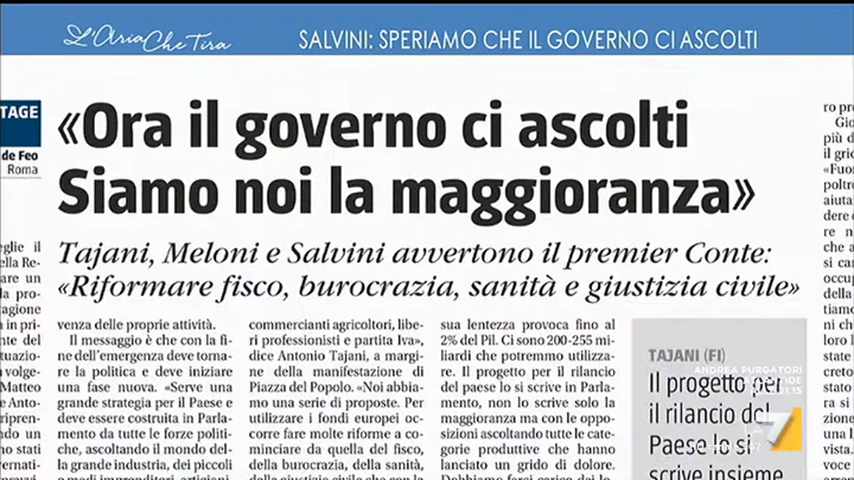 L'Aria Che Tira
SALVINI: SPERIAMO CHE IL GOVERNO CI ASCOLTI
TAGE
de Feo
Roma
«Ora il governo ci ascolti
Siamo noi la maggioranza»
Tajani, Meloni e Salvini avvertono il premier Conte:
«Riformare fisco, burocrazia, sanità e giustizia civile»
venza delle proprie attività.
Il messaggio è che con la fine
dell'emergenza deve tornare
la politica e deve iniziare
una fase nuova. «Serve una
grande strategia per il Paese e
deve essere costruita in Parlamento
da tutte le forze politiche,
ascoltando il mondo della
grande industria, dei piccoli
commercianti agricoltori, liberi
professionisti e partita Iva»,
dice Antonio Tajani, a margine
della manifestazione di
Piazza del Popolo. «Noi abbiamo
una serie di proposte. Per
utilizzare i fondi europei occorre
fare molte riforme a cominciare
da quella del fisco,
della burocrazia, della sanità,
sua lentezza provoca fino al
2% del Pil. Ci sono 200-255 miliardi
che potremmo utilizzare.
Il progetto per il rilancio
del paese lo si scrive in Parlamento,
non lo scrive solo la
maggioranza ma con le opposizioni
ascoltando tutte le categorie
produttive che hanno
lanciato un grido di dolore.
TAJANI (FI)
Il progetto per
il rilancio del
Paese lo si
scrive insieme
ANDREA PURGATORI
7